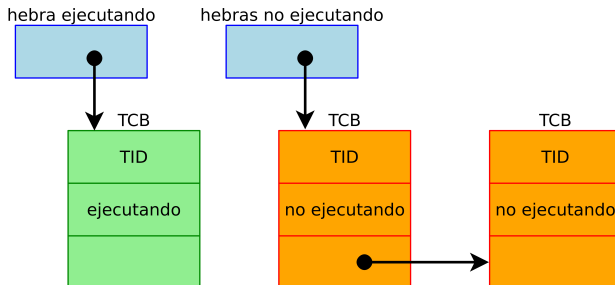 hebra ejecutando
hebras no ejecutando
TCB
TCB
TCB
TID
TID
TID
ejecutando
no ejecutando
no ejecutando